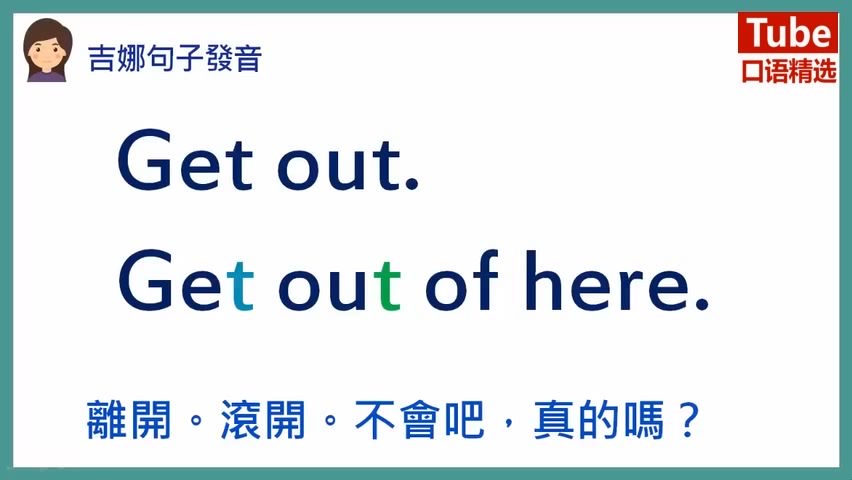 吉娜句子發音
Tube
口语精选
Get out.
Get out of here.
離開。滾開。不會吧，真的嗎？